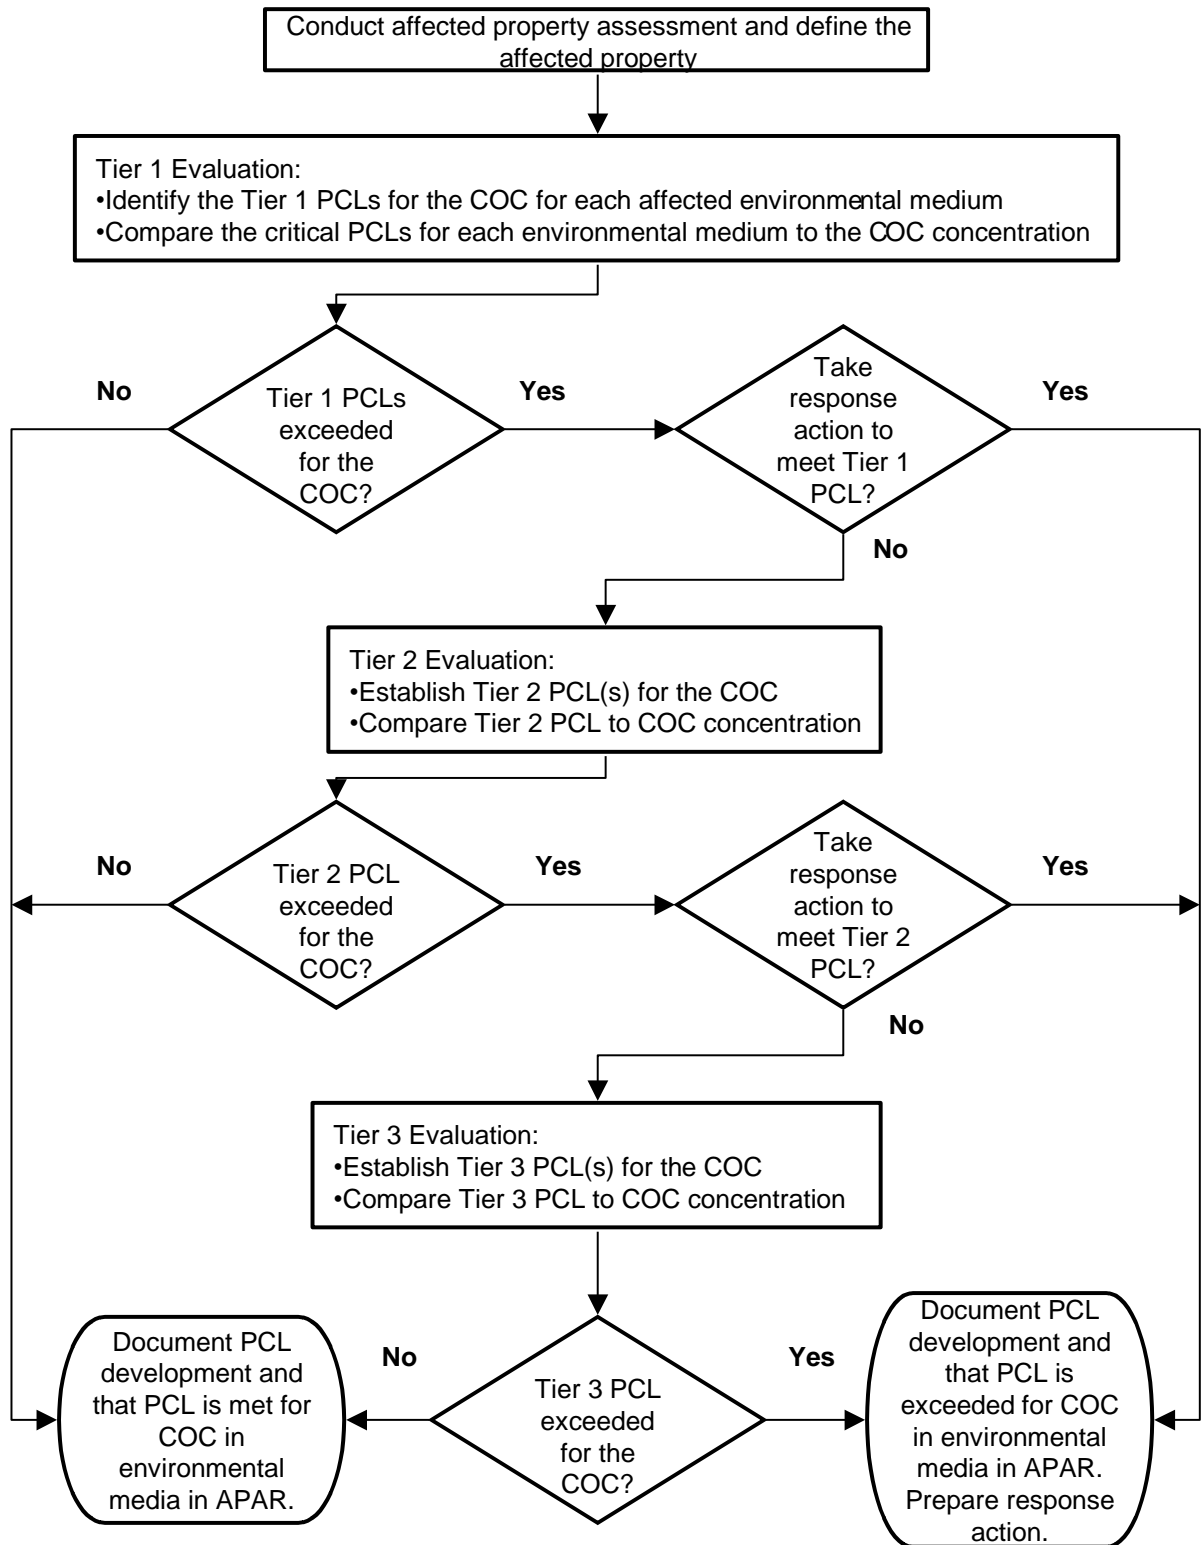 Conduct affected property assessment and define the
affected property
Tier 1 Evaluation:
•Identify the Tier 1 PCLs for the COC for each affected environmental medium
•Compare the critical PCLs for each environmental medium to the COC concentration
No
Tier 1 PCLs
exceeded
for the
COC?
Yes
Take
response
action to
meet Tier 1
PCL?
Yes
No
Tier 2 Evaluation:
•Establish Tier 2 PCL(s) for the COC
•Compare Tier 2 PCL to COC concentration
No
Tier 2 PCL
exceeded
for the
COC?
Yes
Take
response
action to
meet Tier 2
PCL?
Yes
No
Tier 3 Evaluation:
•Establish Tier 3 PCL(s) for the COC
•Compare Tier 3 PCL to COC concentration
Document PCL
development and
that PCL is met for
COC in
environmental
media in APAR.
No
Tier 3 PCL
exceeded
for the
COC?
Yes
Document PCL
development and
that PCL is
exceeded for COC
in environmental
media in APAR.
Prepare response
action.